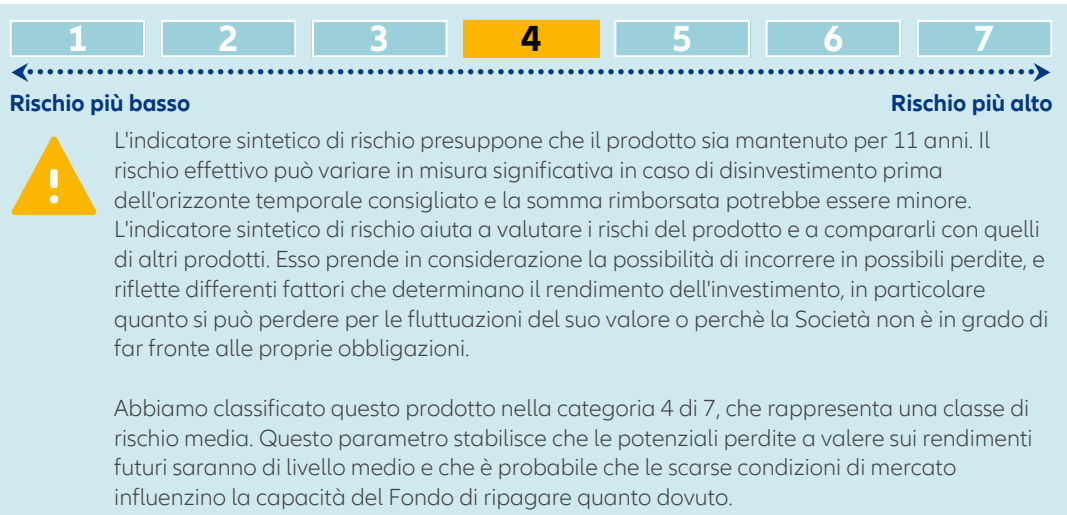 1 2 3 4 5 6 7
Rischio più basso Rischio più alto
L'indicatore sintetico di rischio presuppone che il prodotto sia mantenuto per 11 anni. Il
rischio effettivo può variare in misura significativa in caso di disinvestimento prima
dell'orizzonte temporale consigliato e la somma rimborsata potrebbe essere minore.
L'indicatore sintetico di rischio aiuta a valutare i rischi del prodotto e a compararli con quelli
di altri prodotti. Esso prende in considerazione la possibilità di incorrere in possibili perdite, e
riflette differenti fattori che determinano il rendimento dell'investimento, in particolare
quanto si può perdere per le fluttuazioni del suo valore o perchè la Società non è in grado di
far fronte alle proprie obbligazioni.
Abbiamo classificato questo prodotto nella categoria 4 di 7, che rappresenta una classe di
rischio media. Questo parametro stabilisce che le potenziali perdite a valere sui rendimenti
futuri saranno di livello medio e che è probabile che le scarse condizioni di mercato
influenzino la capacità del Fondo di ripagare quanto dovuto.